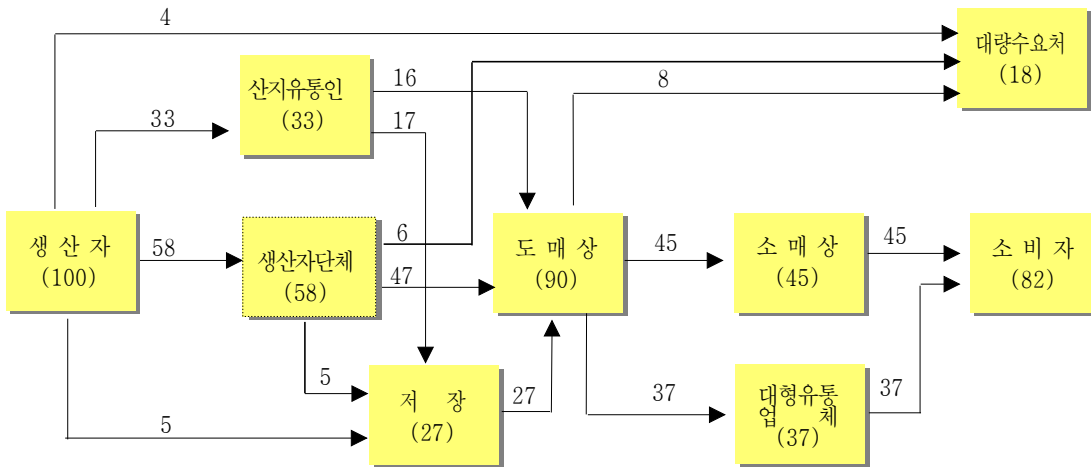 4
대량수요처
(18)
산지유통인
(33)
16
8
33
17
생 산 자
(100)
58
생산자단체
(58)
6
47
도 매 상
(90)
45
소 매 상
(45)
45
소 비 자
(82)
5
저 장
(27)
27
37
대형유통
업 체
(37)
37
5